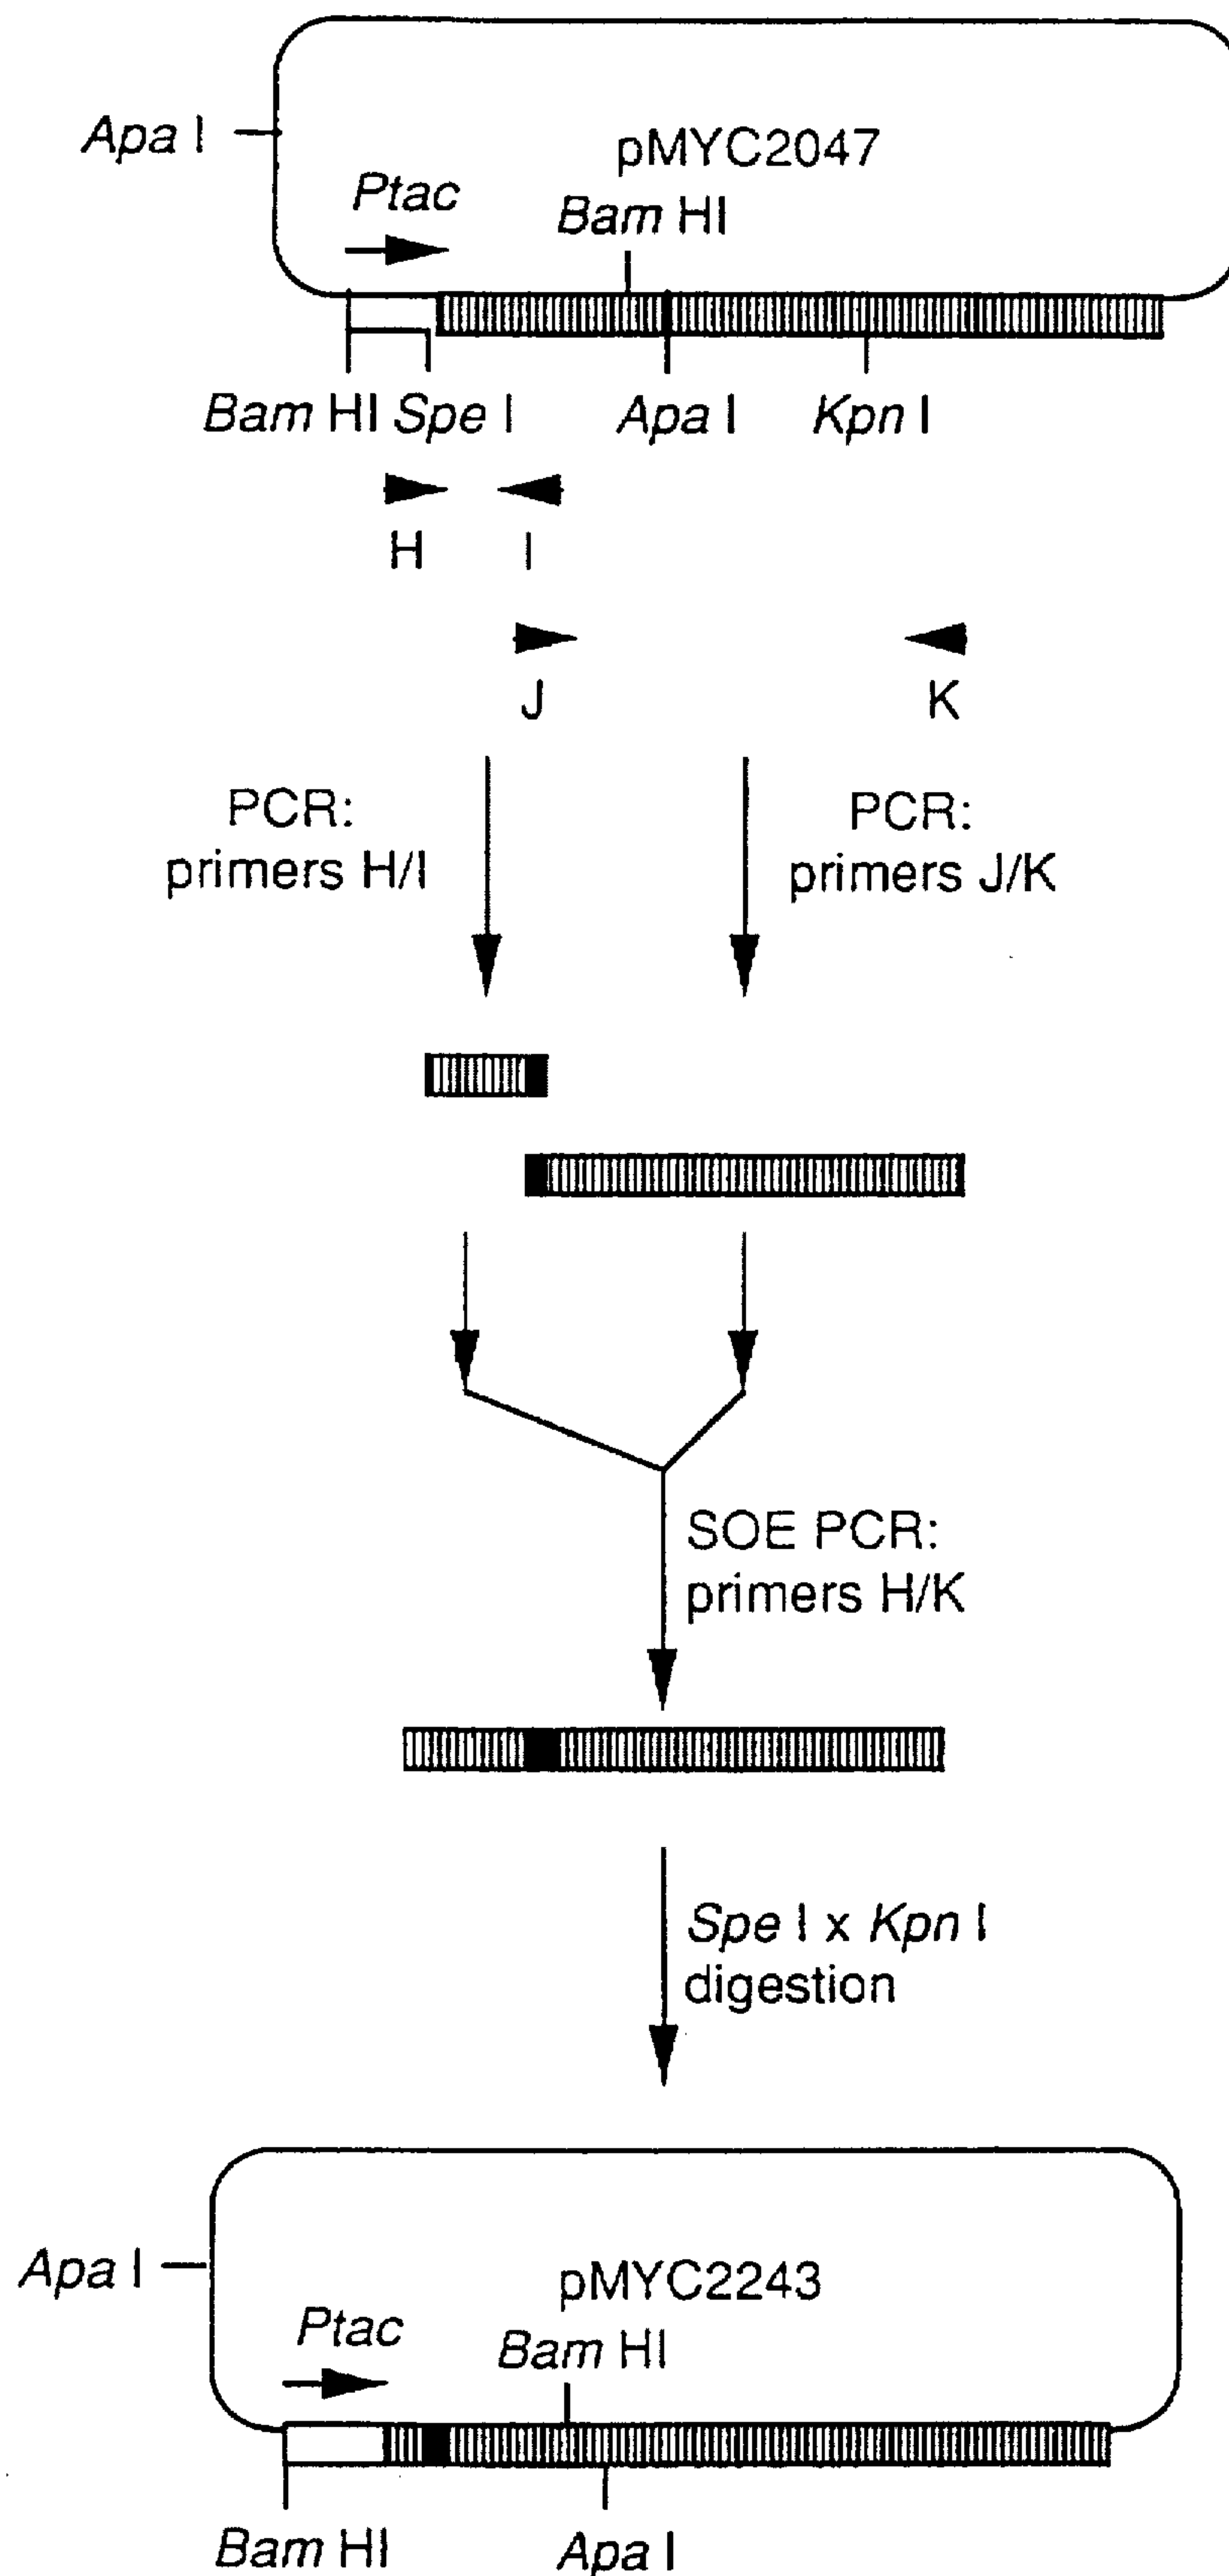 Apa I
pMYC2047
Ptac
Bam HI
Bam HI Spe I Apa I Kpn I
H I
J K
PCR:
primers H/I
PCR:
primers J/K
SOE PCR:
primers H/K
Spe I x Kpn I
digestion
Apa I
pMYC2243
Ptac
Bam HI
Bam HI Apa I